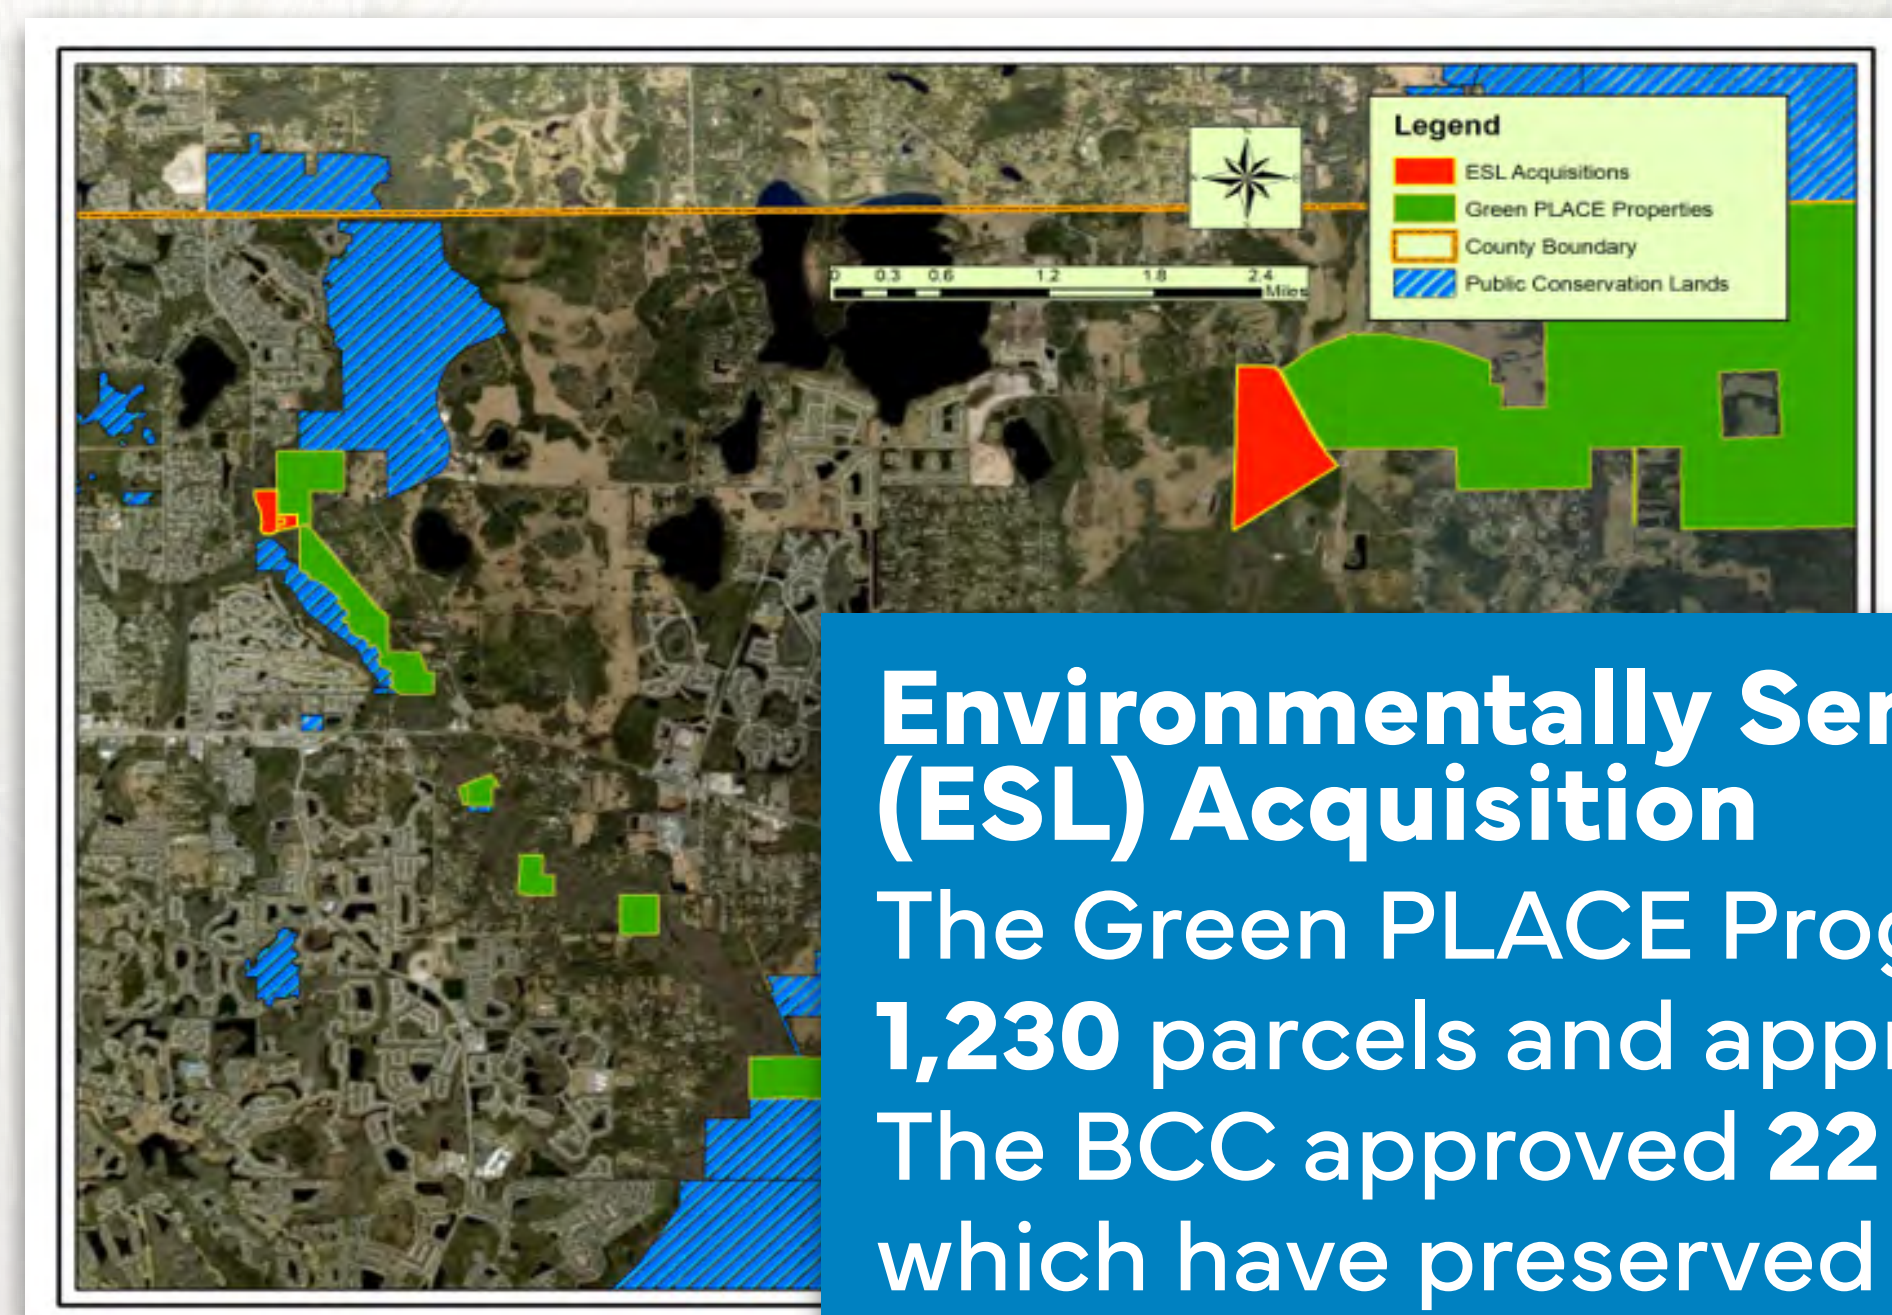 Legend
ESL Acquisitions
Green PLACE Properties
County Boundary
Public Conservation Lands
0 0.3 0.6 1.2 1.8 2.4
Miles
Environmentally Sen
(ESL) Acquisition
The Green PLACE Prog
1,230 parcels and appr
The BCC approved 22
which have preserved